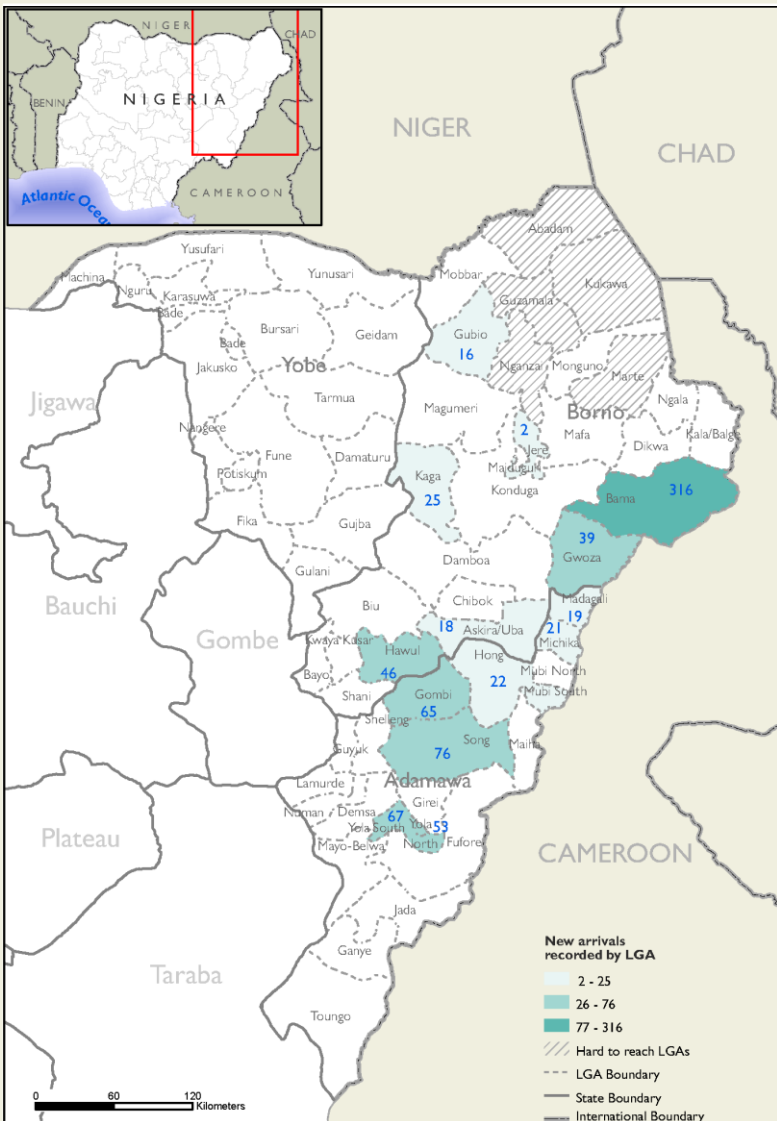 NIGER
CHAD
BENIN
NIGERIA
CAMEROON
Atlantic Ocea
NIGER
CHAD
Abadam
Yusufari
Mobbar
Machina
Yunusari
Kukawa
Nguru
Karasuwa
Guzamala
Bade
Bursari
Geidam
Gubio
Bade
16
Nganza
Monguno
Jakusko
Yobe
Marte
Jigawa
Tarmua
Magumeri
Borno
Ngala
2
Nangere
Mafa
Kala/Balge
Fune
Damaturu
Jere
Dikwa
Potiskum
Kaga
Majduguri
Konduga
25
316
Bama
Fika
Gujba
39
Gwoza
Gulani
Damboa
Bauchi
Biu
Chibok
Madagali
19
18
Askira/Uba
21
Gombe
Kwaya Kusar
Michika
Hawul
Hong
Bayo
46
22
Mubi North
Shani
Gombi
Mubi South
65
Shelleng
Song
Maiha
Guyuk
76
Adamawa
Lamurde
Girei
Numan
Demsa
67
Yola South
Yola
North
53
Plateau
Mayo-Belwa
Fufore
CAMEROON
Jada
Ganye
Taraba
Toungo
New arrivals
recorded by LGA
2 - 25
26 - 76
77 - 316
Hard to reach LGAs
LGA Boundary
State Boundary
International Boundary
0 60 120
Kilometers